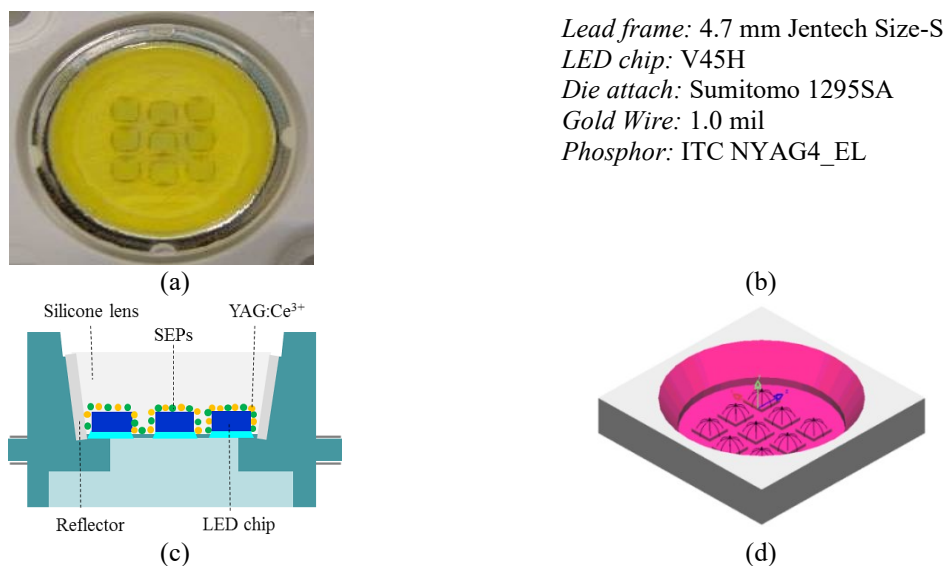 Lead frame: 4.7 mm Jentech Size-S
LED chip: V45H
Die attach: Sumitomo 1295SA
Gold Wire: 1.0 mil
Phosphor: ITC NYAG4_EL
(a)
(b)
Silicone lens
YAG:Ce³⁺
SEPs
Reflector
LED chip
(c)
(d)